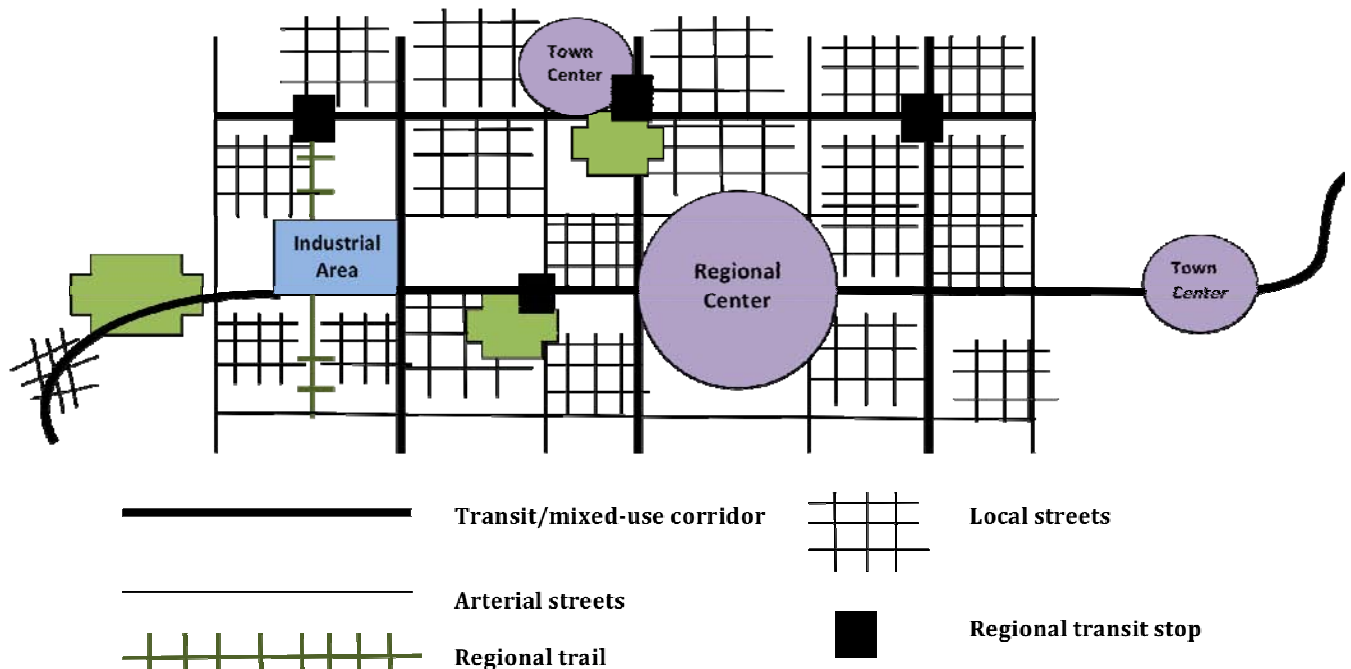 Town
Center
Industrial
Area
Regional
Center
Town
Center
Transit/mixed-use corridor
Local streets
Arterial streets
Regional transit stop
Regional trail